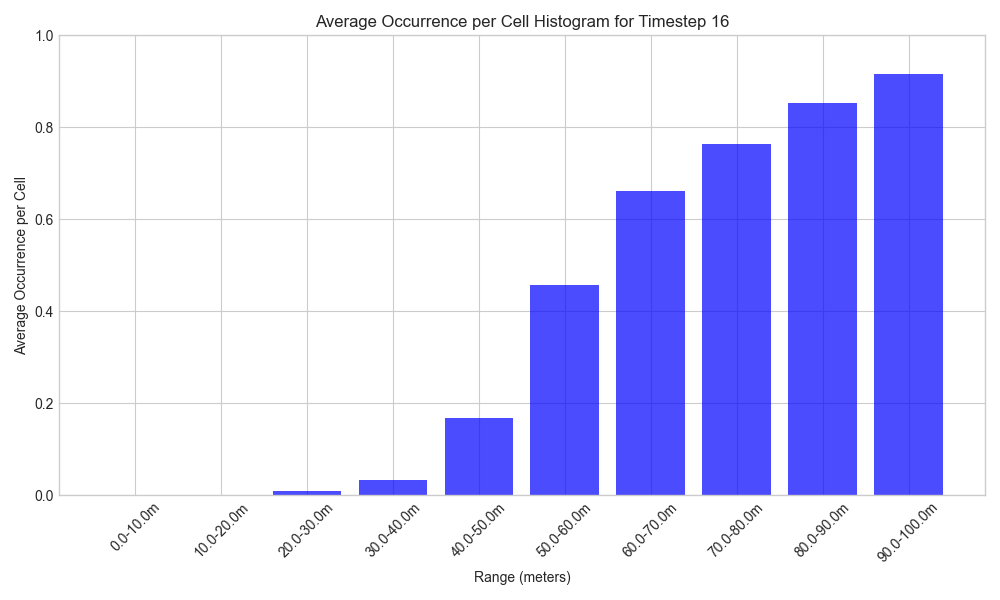 Average Occurrence per Cell Histogram for Timestep 16
Average Occurrence per Cell
1.0
0.8
0.6
0.4
0.2
0.0
0.0-10.0m
10.0-20.0m
20.0-30.0m
30.0-40.0m
40.0-50.0m
50.0-60.0m
60.0-70.0m
70.0-80.0m
80.0-90.0m
90.0-100.0m
Range (meters)